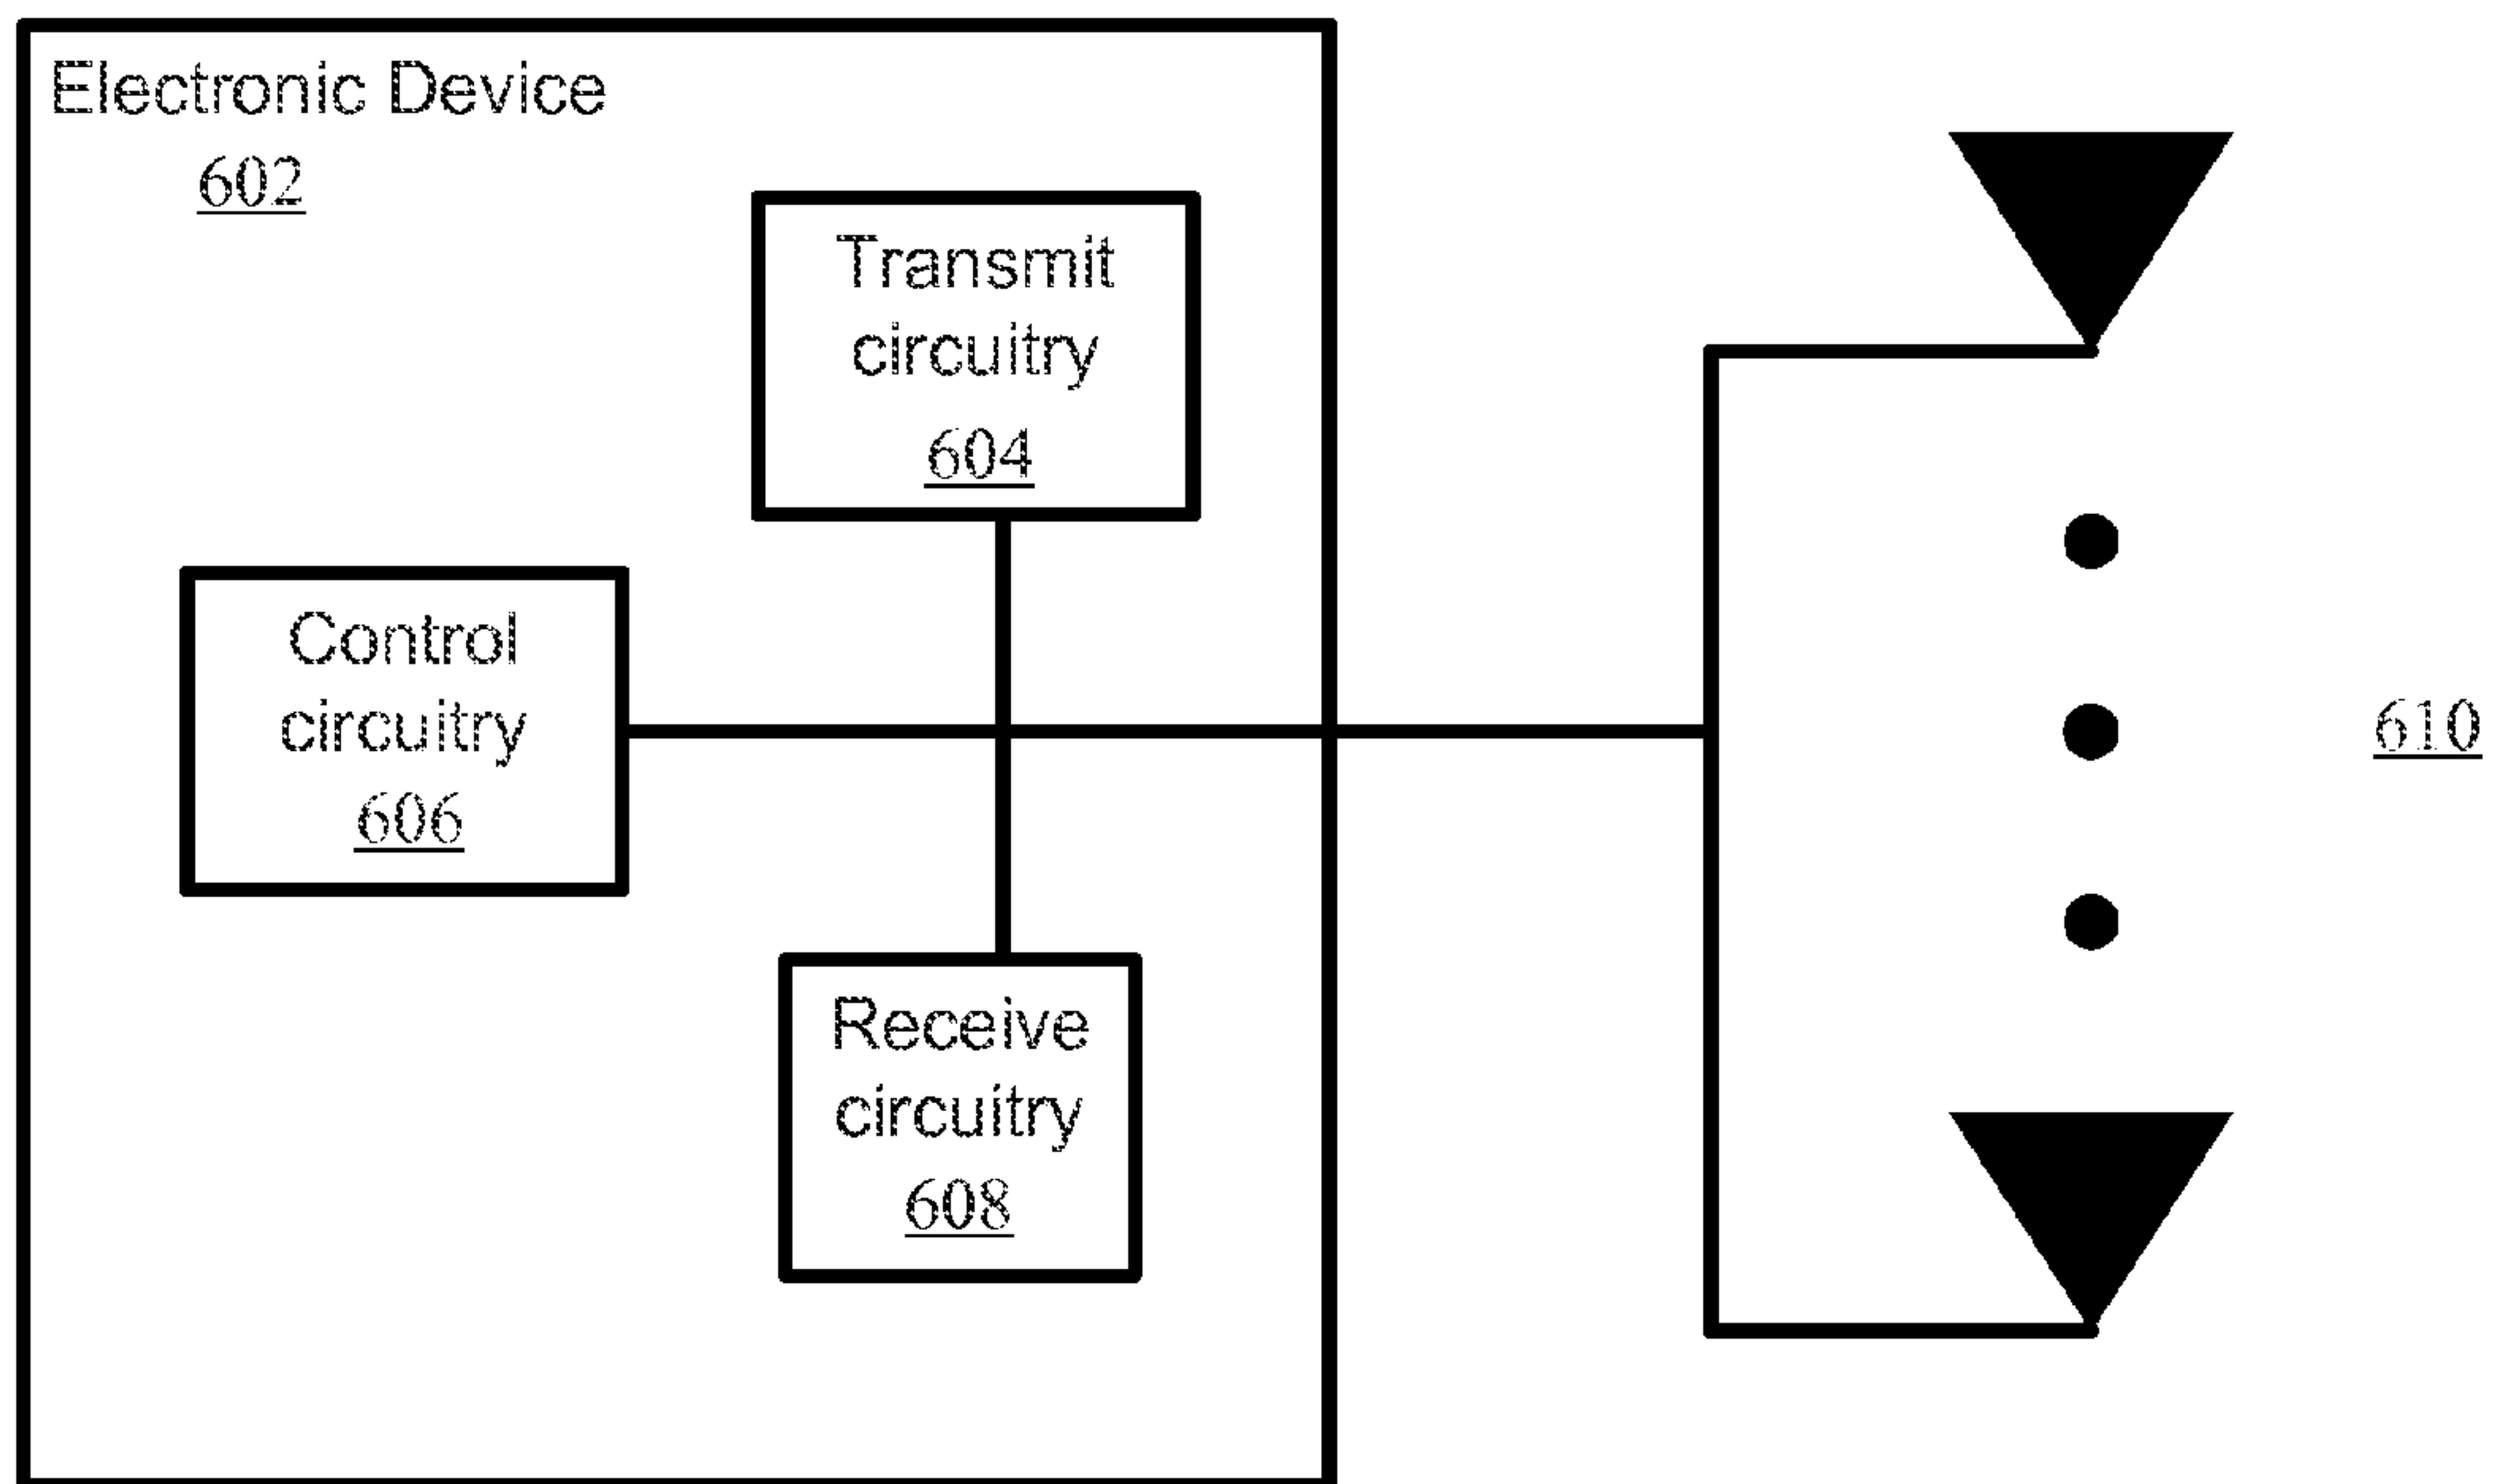 Electronic Device
602
Transmit
circuitry
604
Control
circuitry
606
610
Receive
circuitry
608